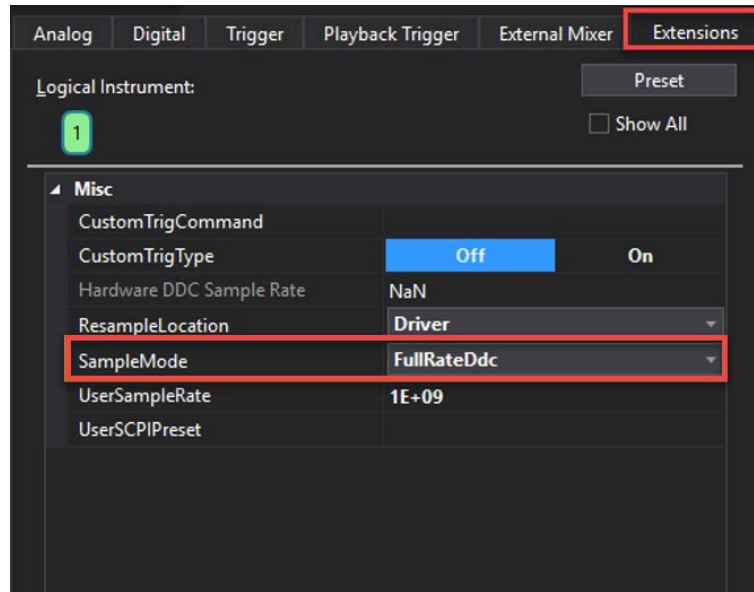 Analog Digital Trigger Playback Trigger External Mixer Extensions
Logical Instrument: Preset
1 Show All
Misc
CustomTrigCommand
CustomTrigType Off On
Hardware DDC Sample Rate NaN
ResampleLocation Driver
SampleMode FullRateDdc
UserSampleRate 1E+09
UserSCPIPreset